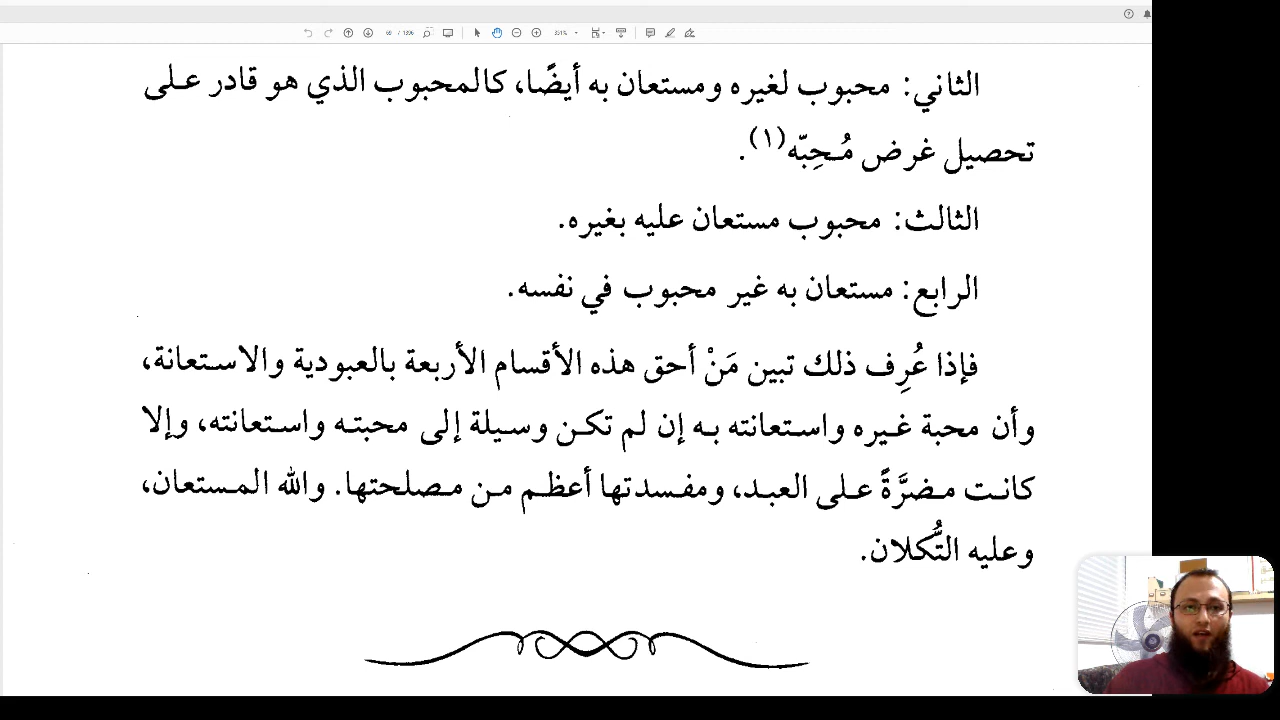 الثاني: محبوب لغيره ومستعان به أيضًا، كالمحبوب الذي هو قادر على
تحصيل غرض مُحِبّه(١).
الثالث: محبوب مستعان عليه بغيره.
الرابع: مستعان به غير محبوب في نفسه.
فإذا عُرِف ذلك تبين مَنْ أحق هذه الأقسام الأربعة بالعبودية والاستعانة،
وأن محبة غيره واستعانته به إن لم تكن وسيلة إلى محبته واستعانته، وإلا
كانت مضرَّةً على العبد، ومفسدتها أعظم من مصلحتها. والله المستعان،
وعليه التُّكلان.